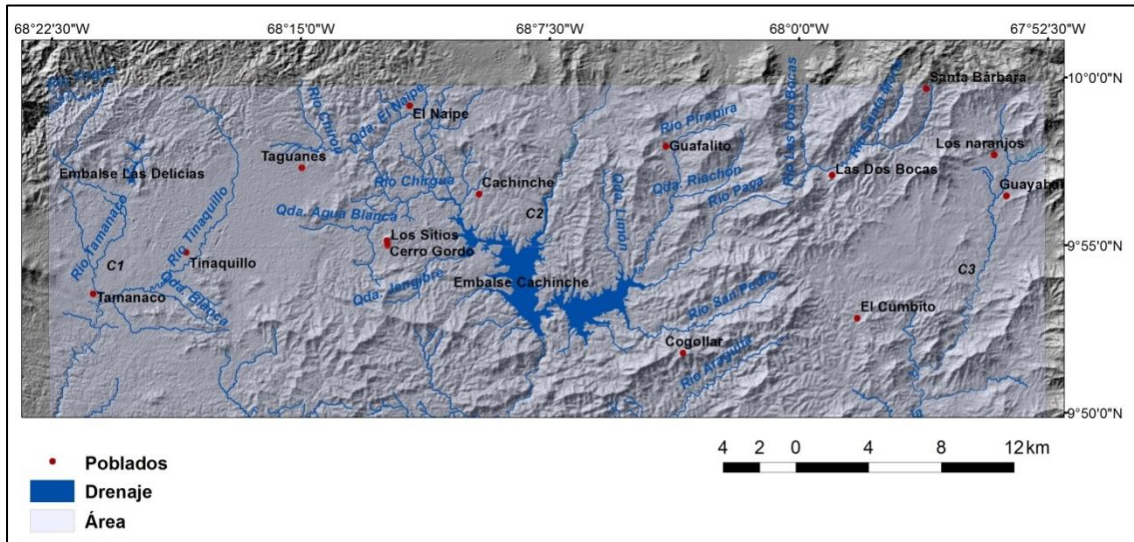 68°22'30"W 68°15'0"W 68°7'30"W 68°0'0"W 67°52'30"W
10°0'0"N
Santa Bárbara
Qda. El Naipe
El Naipe
Río Chirgua
Río Pirapira
Río Las Dos Bocas
Guafalito
Los naranjos
Taguanes
Embalse Las Delicias
Río Chirgua
Cachinche
Qda. Riachón
Río Paya
Las Dos Bocas
Guayabal
Río Tamanaco
Río Tinaquillo
Qda. Agua Blanca
C2
Qda. Limón
Los Sitios
Cerro Gordo
9°55'0"N
C1
Tinaquillo
Qda. Jengibre
Embalse Cachinche
C3
Tamanaco
Qda. Blanca
Río San Pedro
El Cumbito
Cogollar
Río Araguita
9°50'0"N
Poblados
Drenaje
Área
4 2 0 4 8 12 km